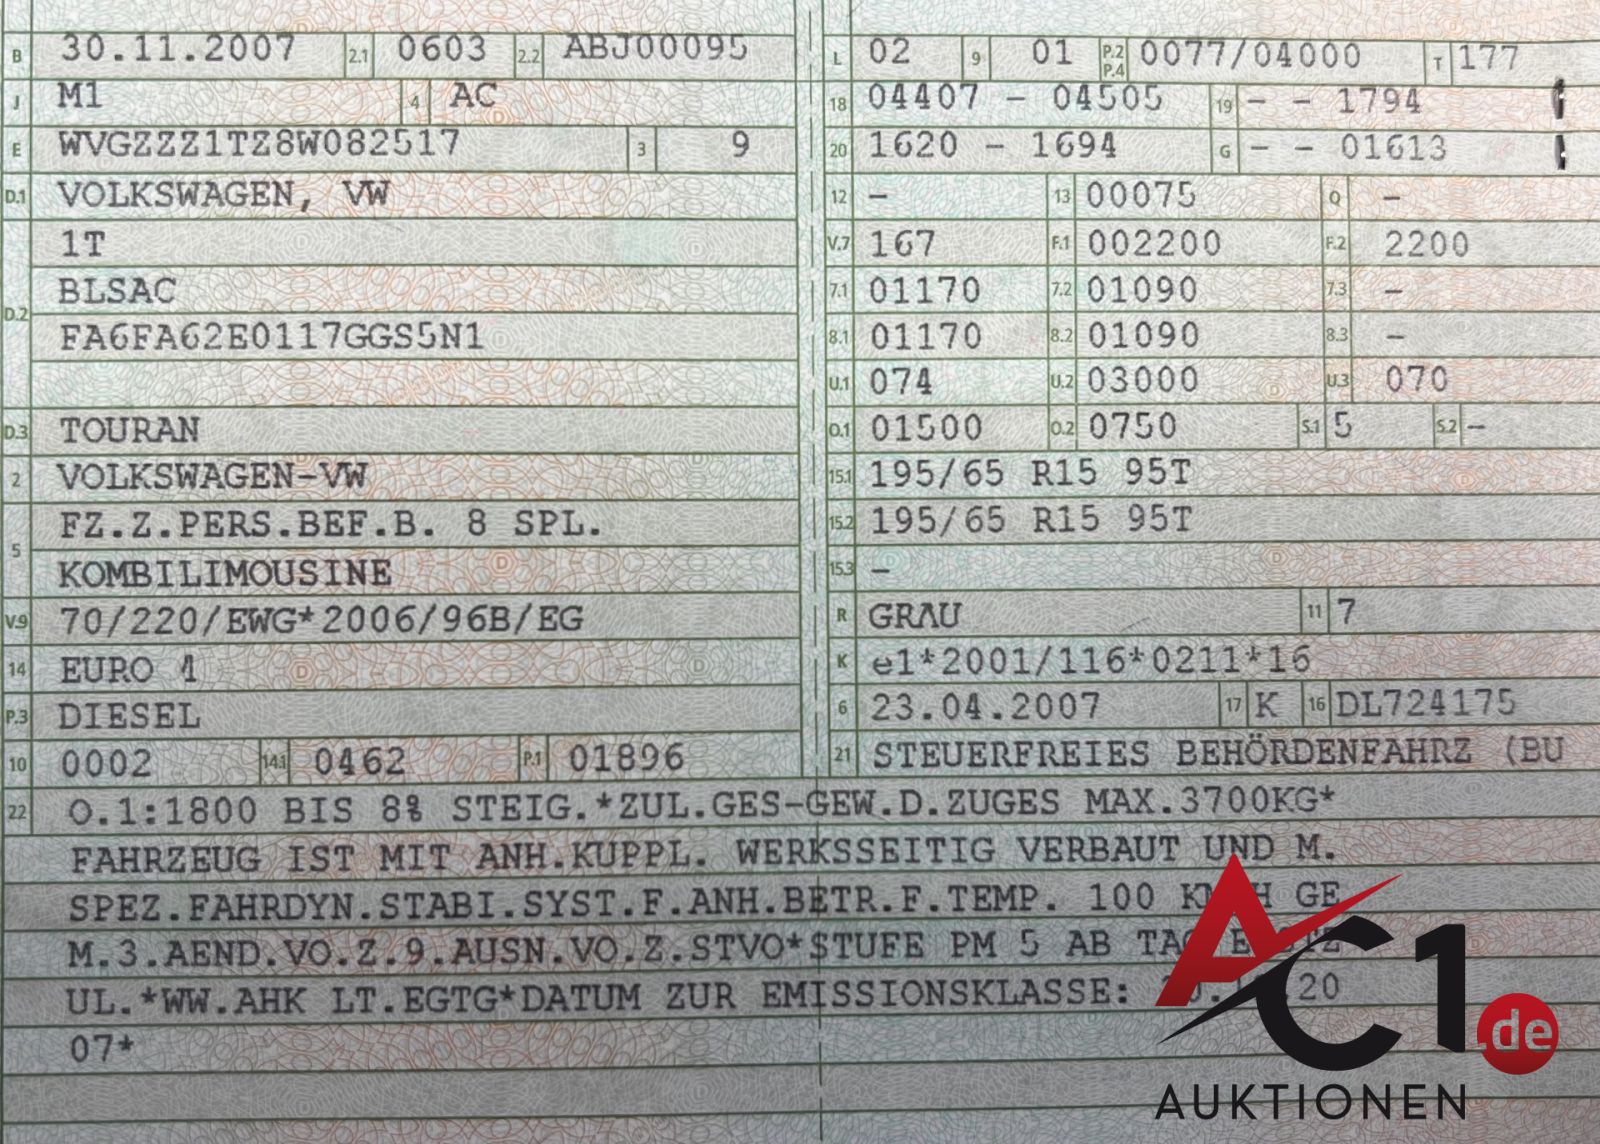 B 30.11.2007 2.1 0603 2.2 ABJ00095
J M1 4 AC
E WVGZZZ1TZ8W082517 3 9
D.1 VOLKSWAGEN, VW
1T
D.2 BLSAC
FA6FA62E0117GGS5N1
D.3 TOURAN
2 VOLKSWAGEN-VW
5 FZ.Z.PERS.BEF.B. 8 SPL.
KOMBILIMOUSINE
V.9 70/220/EWG*2006/96B/EG
14 EURO 4
P.3 DIESEL
10 0002 14.1 0462 P.1 01896
L 02 9 01 P.2 P.4 0077/04000 T 177
18 04407 - 04505 19 - - 1794
20 1620 - 1694 G - - 01613
12 - 13 00075 Q -
V.7 167 F.1 002200 F.2 2200
7.1 01170 7.2 01090 7.3 -
8.1 01170 8.2 01090 8.3 -
U.1 074 U.2 03000 U.3 070
O.1 01500 O.2 0750 S.1 5 S.2 -
15.1 195/65 R15 95T
15.2 195/65 R15 95T
15.3 -
R GRAU 11 7
K e1*2001/116*0211*16
6 23.04.2007 17 K 16 DL724175
21 STEUERFREIES BEHÖRDENFAHRZ (BU
22 O.1:1800 BIS 8% STEIG.*ZUL.GES-GEW.D.ZUGES MAX.3700KG*
FAHRZEUG IST MIT ANH.KUPPL. WERKSSEITIG VERBAUT UND M.
SPEZ.FAHRDYN.STABI.SYST.F.ANH.BETR.F.TEMP. 100 GE
M.3.AEND.VO.Z.9.AUSN.VO.Z.STVO*STUFE PM 5 AB
UL.*WW.AHK LT.EGTG*DATUM ZUR EMISSIONSKLASSE:
07*
AC1.de
AUKTIONEN